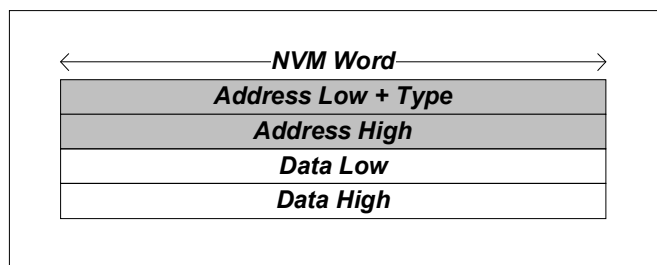 NVM Word
Address Low + Type
Address High
Data Low
Data High